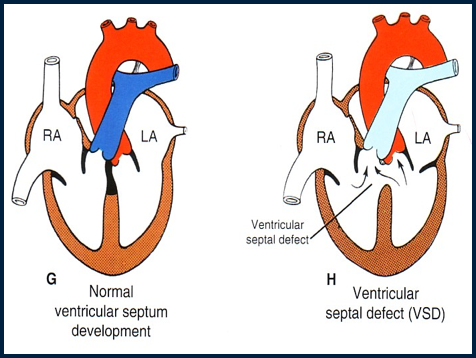 RA
LA
G
Normal
ventricular septum
development
RA
LA
Ventricular
septal defect
H
Ventricular
septal defect (VSD)